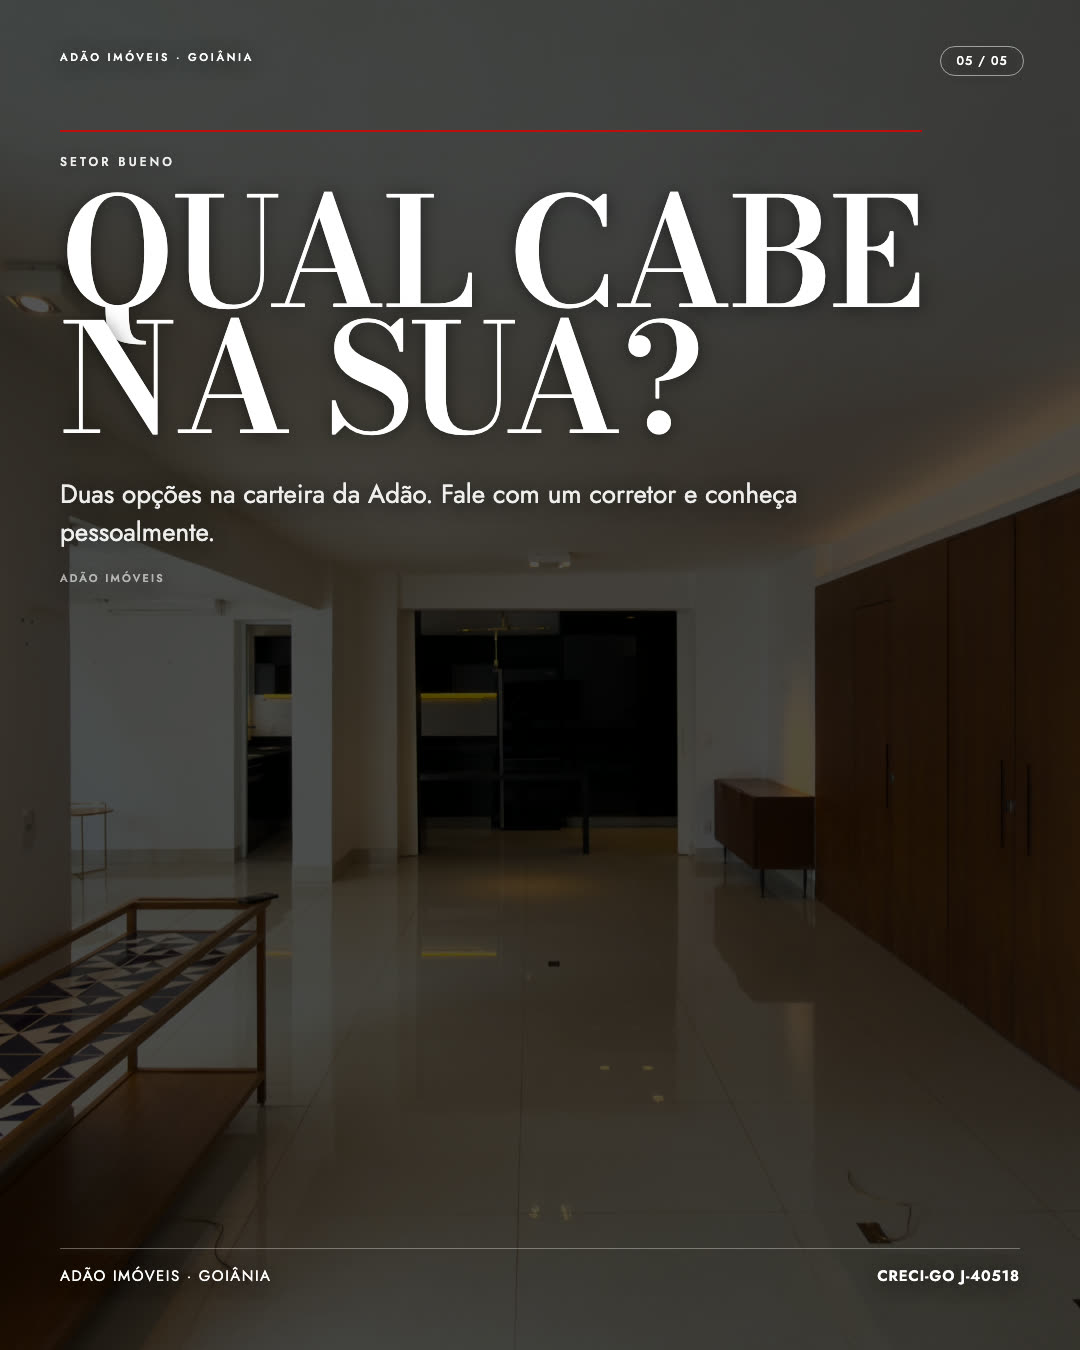 ADÃO IMÓVEIS · GOIÂNIA
05 / 05
SETOR BUENO
QUAL CABE
NA SUA?
Duas opções na carteira da Adão. Fale com um corretor e conheça
pessoalmente.
ADÃO IMÓVEIS
ADÃO IMÓVEIS · GOIÂNIA
CRECI-GO J-40518